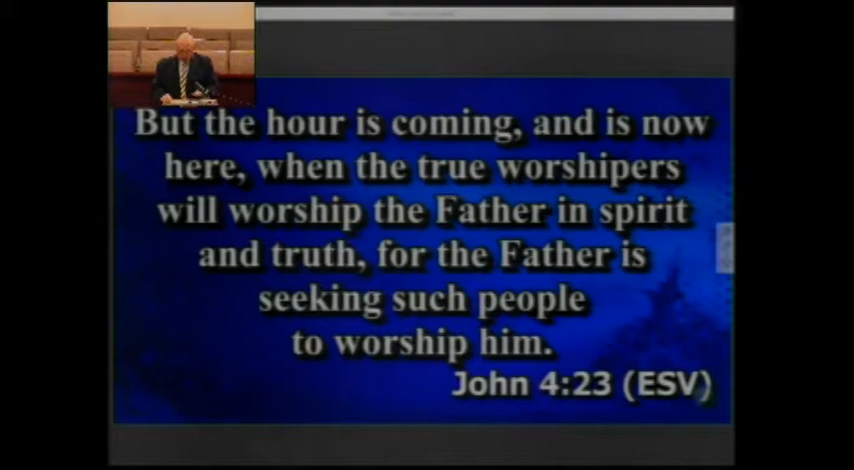 But the hour is coming, and is now
here, when the true worshipers
will worship the Father in spirit
and truth, for the Father is
seeking such people
to worship him.
John 4:23 (ESV)